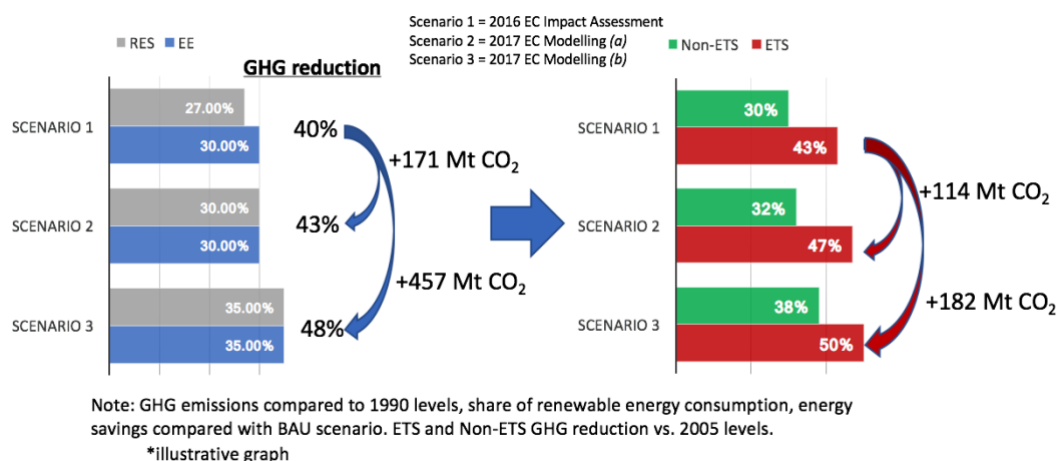 Scenario 1 = 2016 EC Impact Assessment
Scenario 2 = 2017 EC Modelling (a)
Scenario 3 = 2017 EC Modelling (b)
RES EE
GHG reduction
SCENARIO 1
27.00%
30.00%
40%
+171 Mt CO₂
SCENARIO 2
30.00%
30.00%
43%
+457 Mt CO₂
SCENARIO 3
35.00%
35.00%
48%
Non-ETS ETS
SCENARIO 1
30%
43%
+114 Mt CO₂
SCENARIO 2
32%
47%
+182 Mt CO₂
SCENARIO 3
38%
50%
Note: GHG emissions compared to 1990 levels, share of renewable energy consumption, energy
savings compared with BAU scenario. ETS and Non-ETS GHG reduction vs. 2005 levels.
*illustrative graph